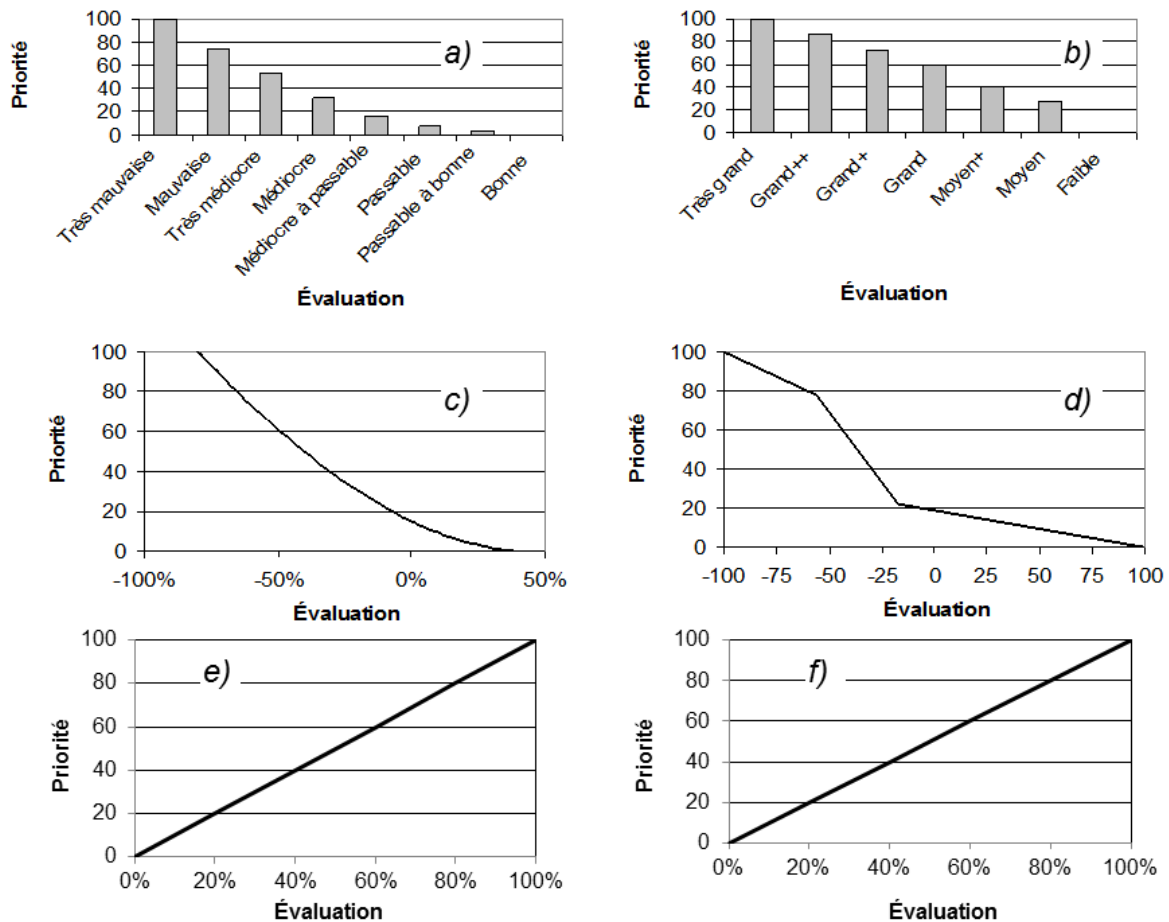 Priorité
100
80
60
40
20
0
a)
Très mauvaise
Mauvaise
Très médiocre
Médiocre
Médiocre à passable
Passable
Passable à bonne
Bonne
Évaluation
Priorité
100
80
60
40
20
0
b)
Très grand
Grand++
Grand+
Grand
Moyen+
Moyen
Faible
Évaluation
Priorité
100
80
60
40
20
0
c)
-100% -50% 0% 50%
Évaluation
Priorité
100
80
60
40
20
0
d)
-100 -75 -50 -25 0 25 50 75 100
Évaluation
Priorité
100
80
60
40
20
0
e)
0% 20% 40% 60% 80% 100%
Évaluation
Priorité
100
80
60
40
20
0
f)
0% 20% 40% 60% 80% 100%
Évaluation